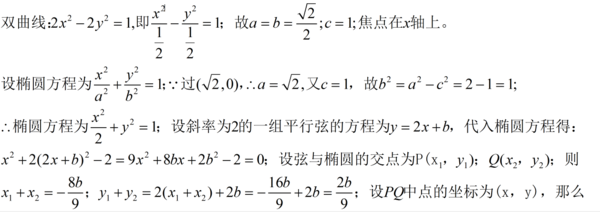 双曲线:2x²-2y²=1,即x²/(1/2)-y²/(1/2)=1；故a=b=√2/2;c=1;焦点在x轴上。
设椭圆方程为x²/a²+y²/b²=1;∵过(√2,0),∴a=√2,又c=1，故b²=a²-c²=2-1=1;
∴椭圆方程为x²/2+y²=1；设斜率为2的一组平行弦的方程为y=2x+b，代入椭圆方程得:
x²+2(2x+b)²-2=9x²+8bx+2b²-2=0；设弦与椭圆的交点为P(x₁，y₁)；Q(x₂，y₂)；则
x₁+x₂=-8b/9；y₁+y₂=2(x₁+x₂)+2b=-16b/9+2b=2b/9；设PQ中点的坐标为(x，y)，那么